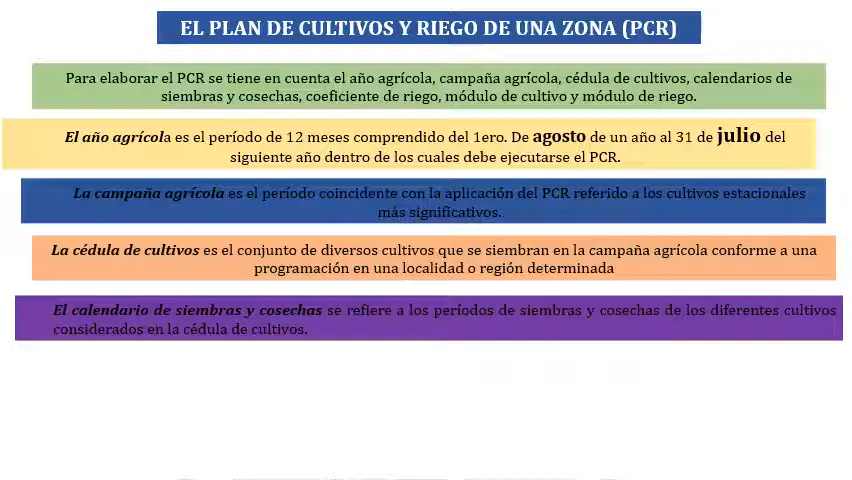 EL PLAN DE CULTIVOS Y RIEGO DE UNA ZONA (PCR)
Para elaborar el PCR se tiene en cuenta el año agrícola, campaña agrícola, cédula de cultivos, calendarios de
siembras y cosechas, coeficiente de riego, módulo de cultivo y módulo de riego.
El año agrícola es el período de 12 meses comprendido del 1ero. De agosto de un año al 31 de julio del
siguiente año dentro de los cuales debe ejecutarse el PCR.
La campaña agrícola es el período coincidente con la aplicación del PCR referido a los cultivos estacionales
más significativos.
La cédula de cultivos es el conjunto de diversos cultivos que se siembran en la campaña agrícola conforme a una
programación en una localidad o región determinada
El calendario de siembras y cosechas se refiere a los períodos de siembras y cosechas de los diferentes cultivos
considerados en la cédula de cultivos.